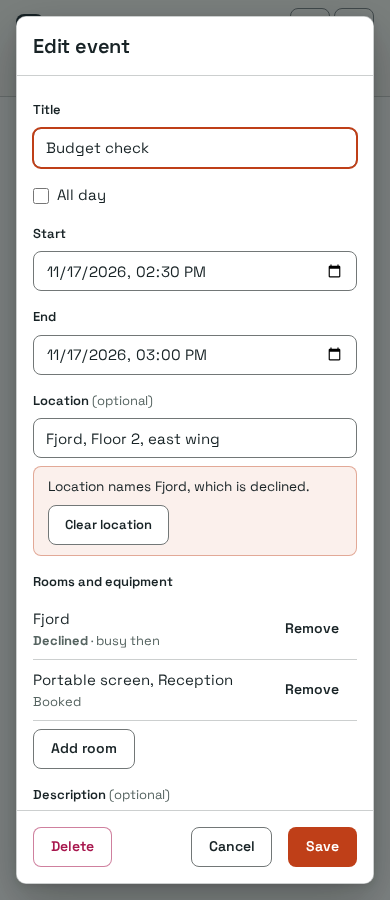 Edit event
Title
Budget check
All day
Start
11/17/2026, 02:30 PM
End
11/17/2026, 03:00 PM
Location (optional)
Fjord, Floor 2, east wing
Location names Fjord, which is declined.
Clear location
Rooms and equipment
Fjord
Remove
Declined · busy then
Portable screen, Reception
Remove
Booked
Add room
Description (optional)
Delete
Cancel
Save